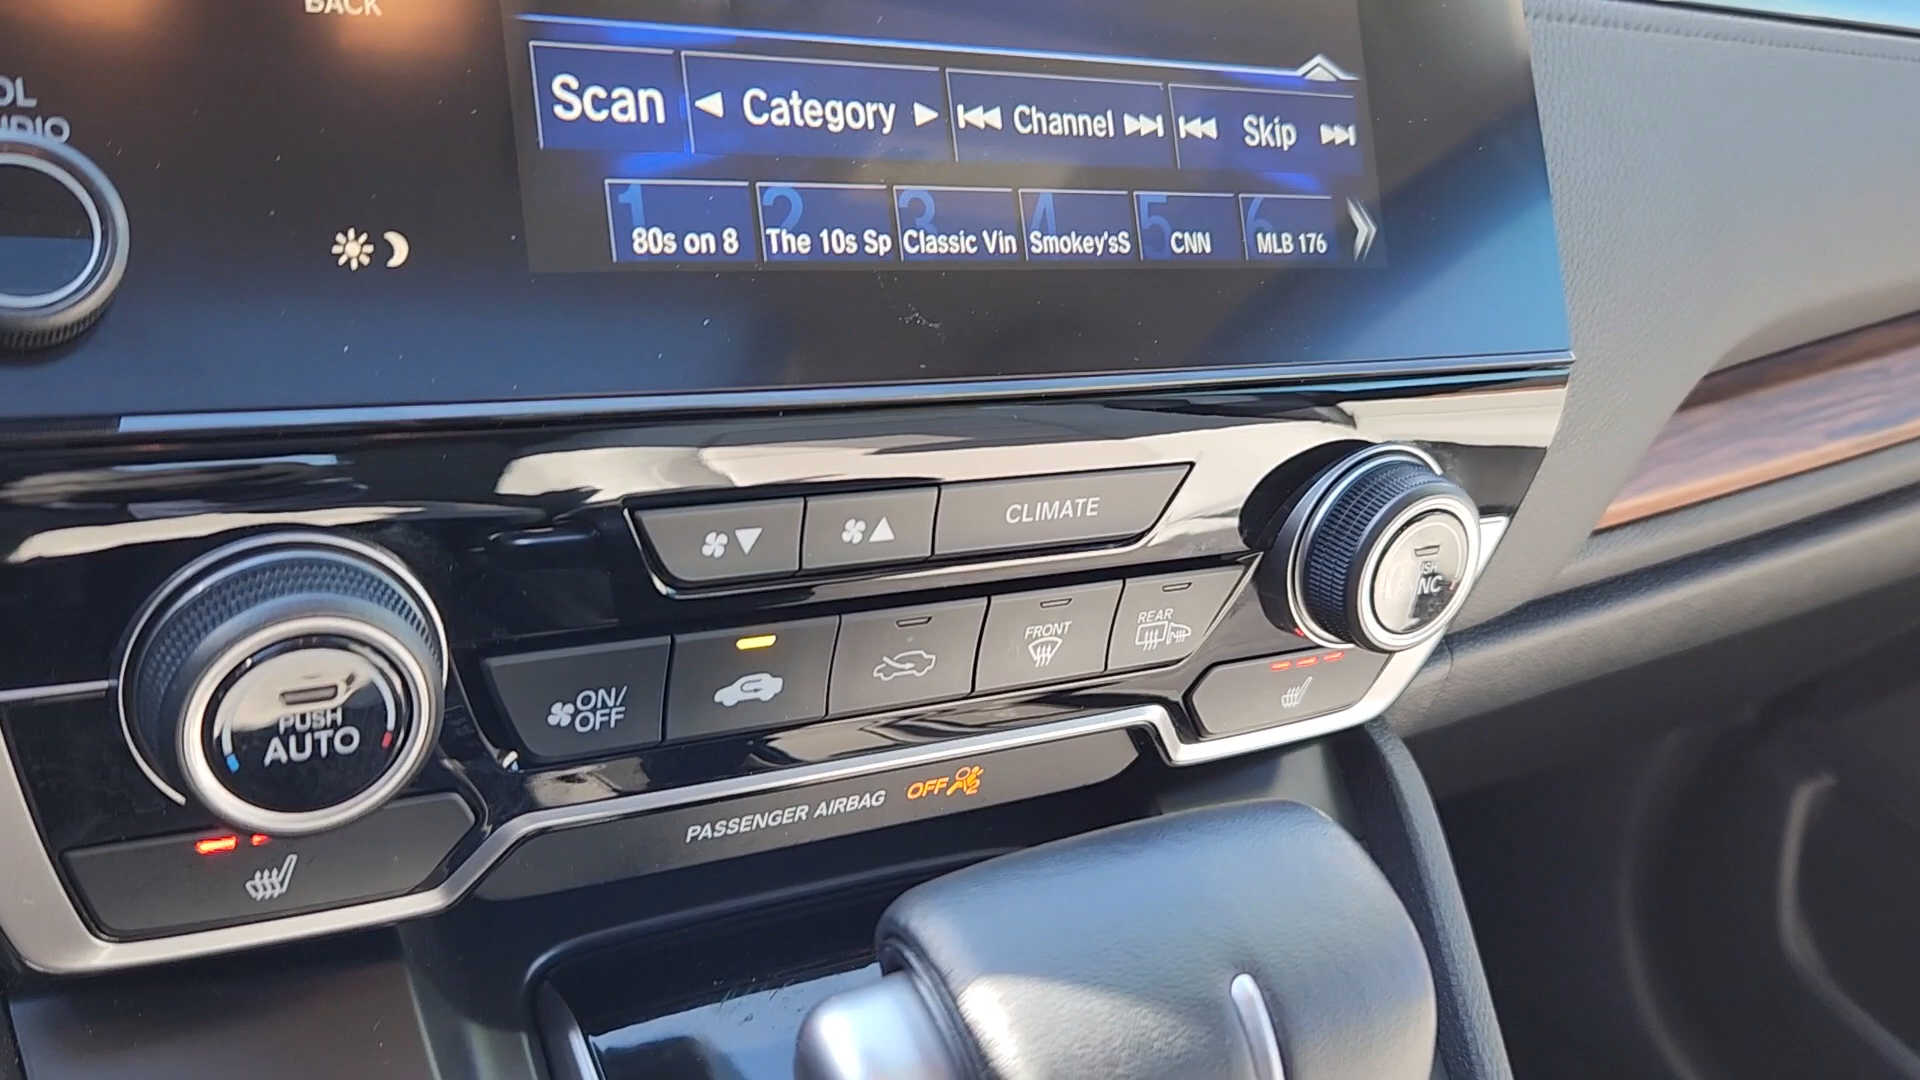 BACK
Scan
Category
Channel
Skip
1
80s on 8
2
The 10s Sp
3
Classic Vin
4
Smokey'sS
5
CNN
6
MLB 176
CLIMATE
ON/
OFF
FRONT
REAR
PUSH
AUTO
PASSENGER AIRBAG OFF
2